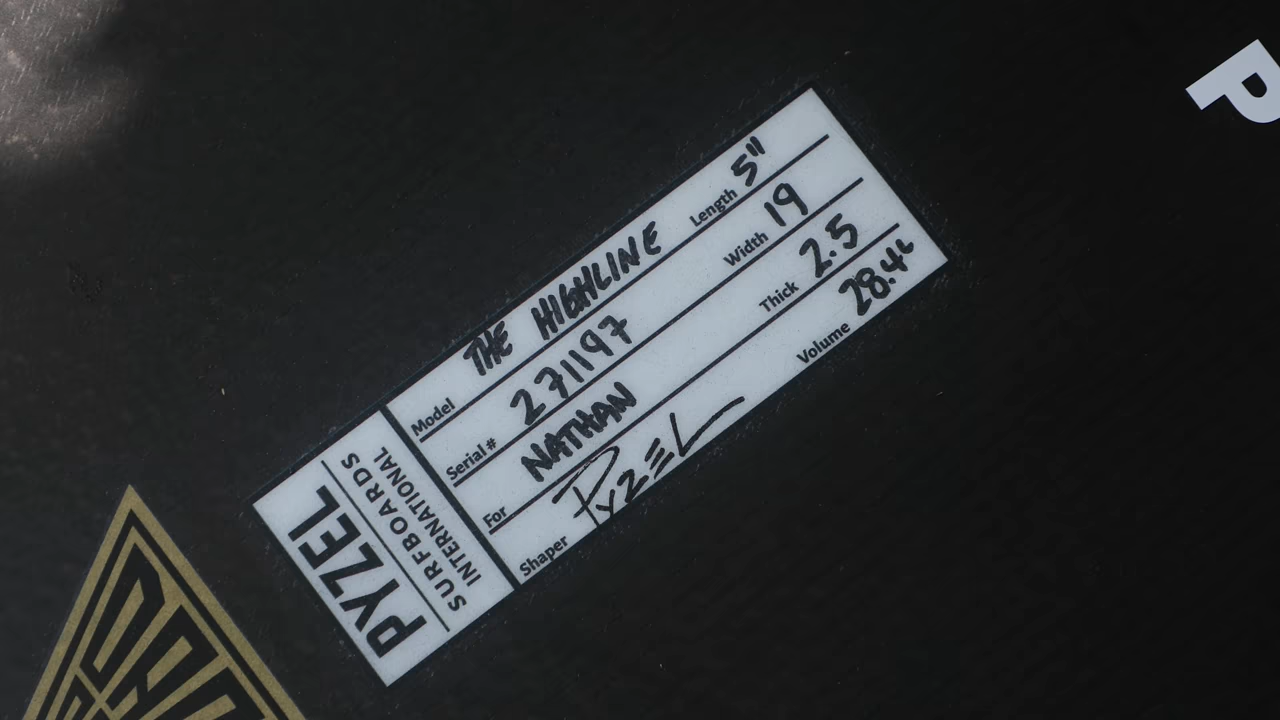 PYZEL
SURFBOARDS
INTERNATIONAL
Model THE HIGHLINE Length 5"
Serial # 271197 Width 19
For NATHAN Thick 2.5
Shaper PYZEL Volume 28.4L
P